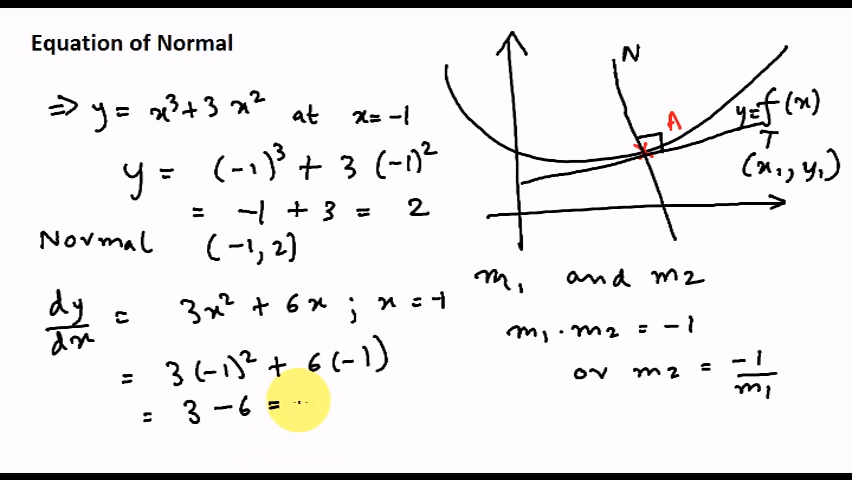 Equation of Normal
⇒ y = x³ + 3x² at x = -1
y = (-1)³ + 3 (-1)²
= -1 + 3 = 2
Normal (-1, 2)
dy/dx = 3x² + 6x ; x = -1
= 3(-1)² + 6(-1)
= 3 - 6 =
N
A
y = f(x)
T
(x₁, y₁)
m₁ and m2
m₁ . m2 = -1
or m2 = -1/m₁